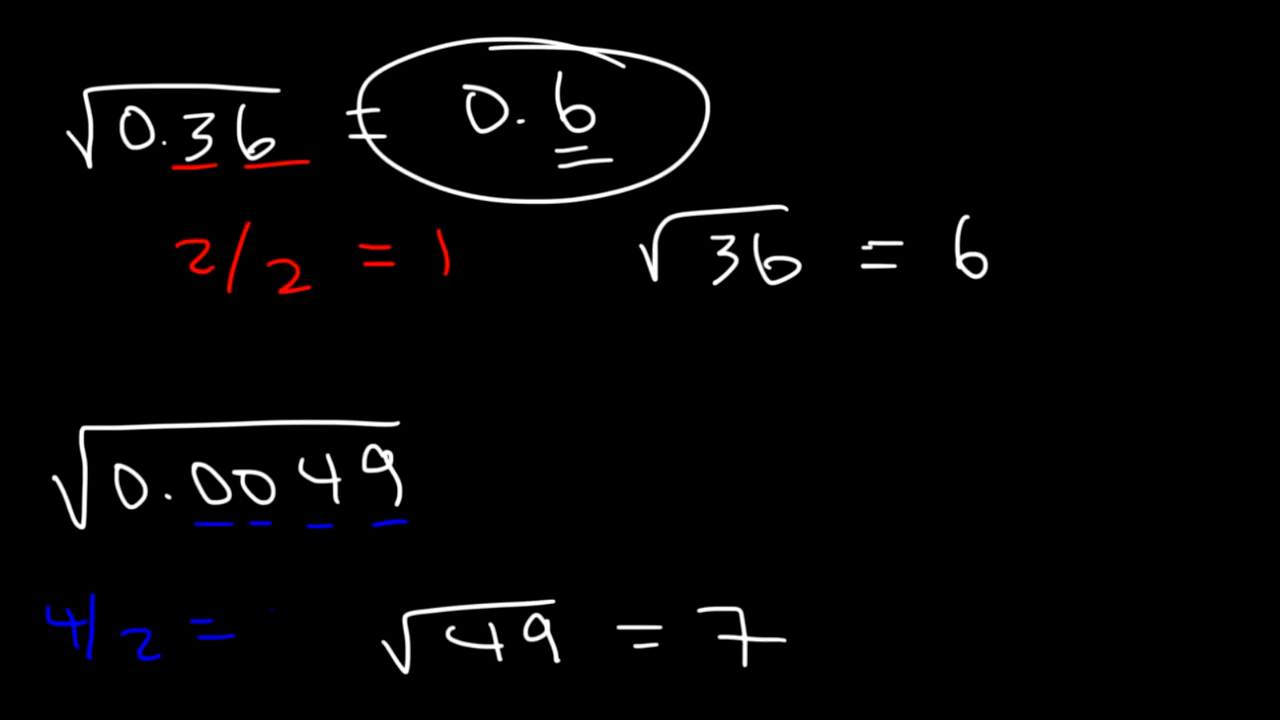 √0.36 = 0.6
2/2 = 1
√36 = 6
√0.0049
4/2 =
√49 = 7